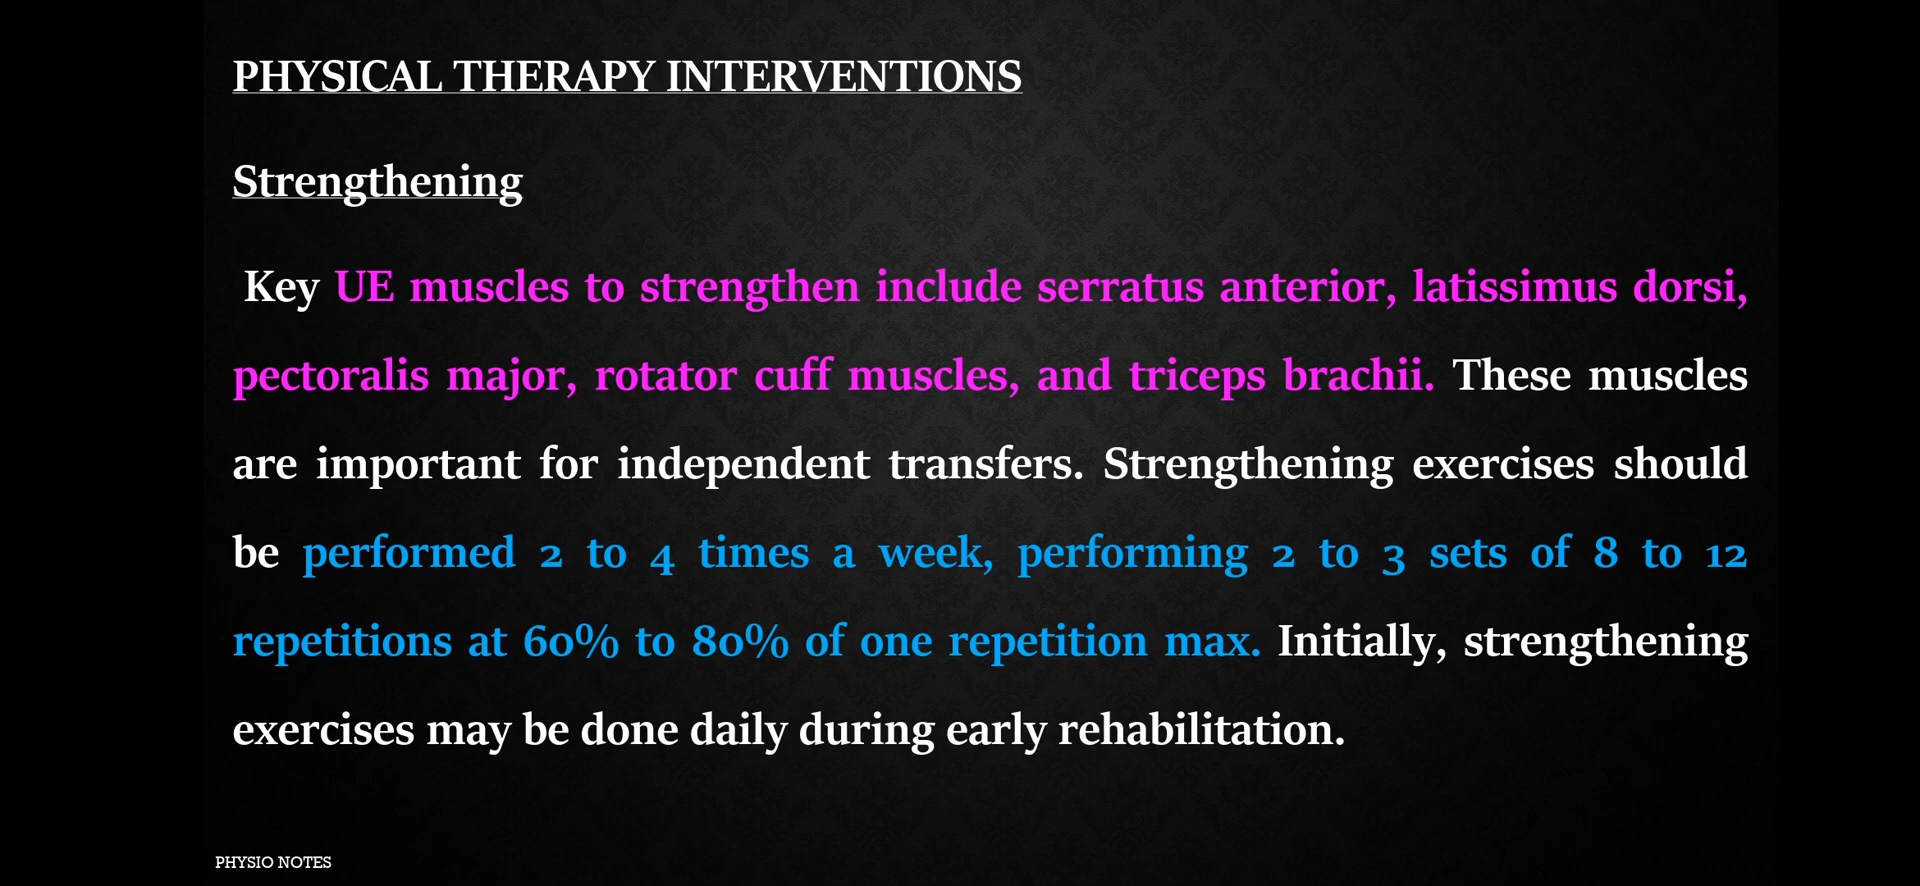 PHYSICAL THERAPY INTERVENTIONS
Strengthening
Key UE muscles to strengthen include serratus anterior, latissimus dorsi,
pectoralis major, rotator cuff muscles, and triceps brachii. These muscles
are important for independent transfers. Strengthening exercises should
be performed 2 to 4 times a week, performing 2 to 3 sets of 8 to 12
repetitions at 60% to 80% of one repetition max. Initially, strengthening
exercises may be done daily during early rehabilitation.
PHYSIO NOTES